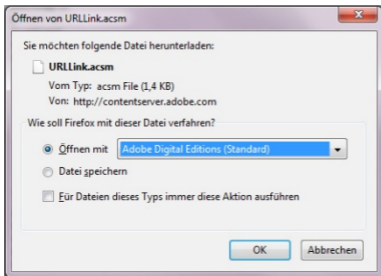 Öffnen von URLLink.acsm
Sie möchten folgende Datei herunterladen:
URLLink.acsm
Vom Typ: acsm File (1,4 KB)
Von: http://contentserver.adobe.com
Wie soll Firefox mit dieser Datei verfahren?
Öffnen mit Adobe Digital Editions (Standard)
Datei speichern
Für Dateien dieses Typs immer diese Aktion ausführen
OK Abbrechen